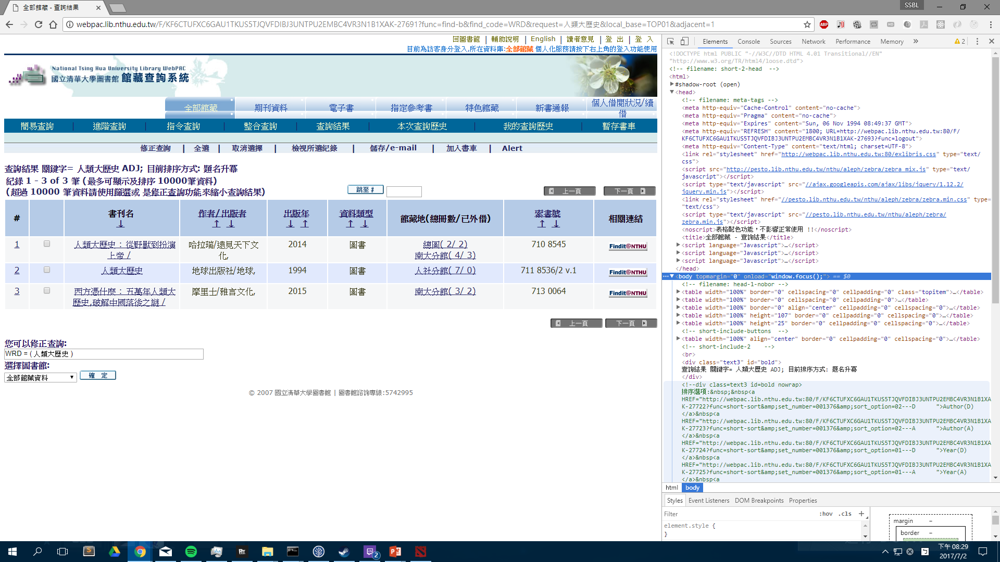 全部館藏 - 查詢結果
SSBL
webpac.lib.nthu.edu.tw/F/KF6CTUFXC6GAU1TKUS5TJQVFDIBJ3UNTPU2EMBC4VR3N1B1XAK-27691?func=find-b&find_code=WRD&request=人類大歷史&local_base=TOP01&adjacent=1
回圖書館 | 輔助說明 | English | 讀者意見 | 登 出 | 登 入
目前為訪客身分登入,所在資料庫:全部館藏 個人化服務請按下右上角的登入功能使用
National Tsing Hua University Library WebPAC
國立清華大學圖書館 館藏查詢系統
全部館藏 期刊資料 電子書 指定參考書 特色館藏 新書通報 個人借閱狀況/續借
簡易查詢 | 進階查詢 | 指令查詢 | 整合查詢 | 查詢結果 | 本次查詢歷史 | 我的查詢歷史 | 暫存書車
修正查詢 | 全選 | 取消選擇 | 檢視所選紀錄 | 儲存/e-mail | 加入書車 | Alert
查詢結果 關鍵字= 人類大歷史 ADJ; 目前排序方式: 題名升冪
紀錄 1 - 3 of 3 筆 (最多可顯示及排序 10000筆資料)
(超過 10000 筆資料請使用篩選或 是修正查詢功能來縮小查詢結果)
跳至 # 上一頁 下一頁
# 書刊名 作者/出版者 出版年 資料類型 館藏地(總冊數/已外借) 索書號 相關連結
↓ ↑ ↓ ↓ ↑ ↑ ↓ ↑ ↓
1 人類大歷史 : 從野獸到扮演上帝 / 哈拉瑞/遠見天下文化, 2014 圖書 總圖( 2/ 2) 南大分館( 4/ 3) 710 8545 Findit@NTHU
2 人類大歷史 地球出版社/地球, 1994 圖書 人社分館( 7/ 0) 711 8536/2 v.1 Findit@NTHU
3 西方憑什麼 : 五萬年人類大歷史,破解中國落後之謎 / 摩里士/雅言文化, 2015 圖書 南大分館( 3/ 2) 713 0064 Findit@NTHU
上一頁 下一頁
您可以修正查詢:
WRD = ( 人類大歷史 )
選擇圖書館:
全部館藏資料 確 定
© 2007 國立清華大學圖書館 | 圖書館諮詢專線:5742995
Elements Console Sources Network Performance Memory » 2
<!DOCTYPE html PUBLIC "-//W3C//DTD HTML 4.01 Transitional//EN"
"http://www.w3.org/TR/html4/loose.dtd">
<!-- filename: short-2-head  -->
<html>
#shadow-root (open)
<head>
<!-- filename: meta-tags -->
<meta http-equiv="Cache-Control" content="no-cache">
<meta http-equiv="Pragma" content="no-cache">
<meta http-equiv="Expires" content="Sun, 06 Nov 1994 08:49:37 GMT">
<meta http-equiv="REFRESH" content="1800; URL=http://webpac.lib.nthu.edu.tw:80/F/
KF6CTUFXC6GAU1TKUS5TJQVFDIBJ3UNTPU2EMBC4VR3N1B1XAK-27693?func=logout">
<meta http-equiv="Content-Type" content="text/html; charset=UTF-8">
<link rel="stylesheet" href="http://webpac.lib.nthu.edu.tw:80/exlibris.css" type="text/
css">
<script src="http://pesto.lib.nthu.edu.tw/nthu/aleph/zebra/zebra_mix.js" type="text/
javascript"></script>
<script type="text/javascript" src="//ajax.googleapis.com/ajax/libs/jquery/1.12.2/
jquery.min.js"></script>
<link rel="stylesheet" href="//pesto.lib.nthu.edu.tw/nthu/aleph/zebra/zebra.min.css" type=
"text/css">
<script type="text/javascript" src="//pesto.lib.nthu.edu.tw/nthu/aleph/zebra/
zebra.min.js"></script>
<noscript>表格配色功能，不影響正常使用 !!</noscript>
<title>全部館藏 - 查詢結果</title>
<script language="Javascript">…</script>
<script language="Javascript">…</script>
<script language="Javascript">…</script>
</head>
<body topmargin="0" onload="window.focus();"> == $0
<!-- filename: head-1-nobor -->
<table width="100%" border="0" cellspacing="0" cellpadding="0" class="topitem">…</table>
<table width="100%" border="0" cellspacing="0" cellpadding="0">…</table>
<table width="100%" border="0" align="center" cellpadding="0" cellspacing="0">…</table>
<table width="100%" height="107" border="0" cellpadding="0" cellspacing="0">…</table>
<table width="100%" height="25" border="0" cellpadding="0" cellspacing="0">…</table>
<!-- short-include-buttons  -->
<table width="100%" align="center" border="0" cellpadding="0" cellspacing="0">…</table>
<!-- short-include-2    -->
<br>
<div class="text3" id="bold">
查詢結果 關鍵字= 人類大歷史 ADJ; 目前排序方式: 題名升冪
</div>
<!--div class=text3 id=bold nowrap>
排序選項:&nbsp;&nbsp<a
HREF="http://webpac.lib.nthu.edu.tw:80/F/KF6CTUFXC6GAU1TKUS5TJQVFDIBJ3UNTPU2EMBC4VR3N1B1XA
K-27722?func=short-sort&amp;set_number=001376&amp;sort_option=02---D      ">Author(D)
</a>&nbsp<a
HREF="http://webpac.lib.nthu.edu.tw:80/F/KF6CTUFXC6GAU1TKUS5TJQVFDIBJ3UNTPU2EMBC4VR3N1B1XA
K-27723?func=short-sort&amp;set_number=001376&amp;sort_option=02---A      ">Author(A)
</a>&nbsp<a
HREF="http://webpac.lib.nthu.edu.tw:80/F/KF6CTUFXC6GAU1TKUS5TJQVFDIBJ3UNTPU2EMBC4VR3N1B1XA
K-27724?func=short-sort&amp;set_number=001376&amp;sort_option=01---D      ">Year(D)
</a>&nbsp<a
HREF="http://webpac.lib.nthu.edu.tw:80/F/KF6CTUFXC6GAU1TKUS5TJQVFDIBJ3UNTPU2EMBC4VR3N1B1XA
K-27725?func=short-sort&amp;set_number=001376&amp;sort_option=01---A      ">Year(A)
</a>&nbsp<a
html body
Styles Event Listeners DOM Breakpoints Properties
Filter :hov .cls +
element.style {
}
margin –
border –
下午 08:29
2017/7/2